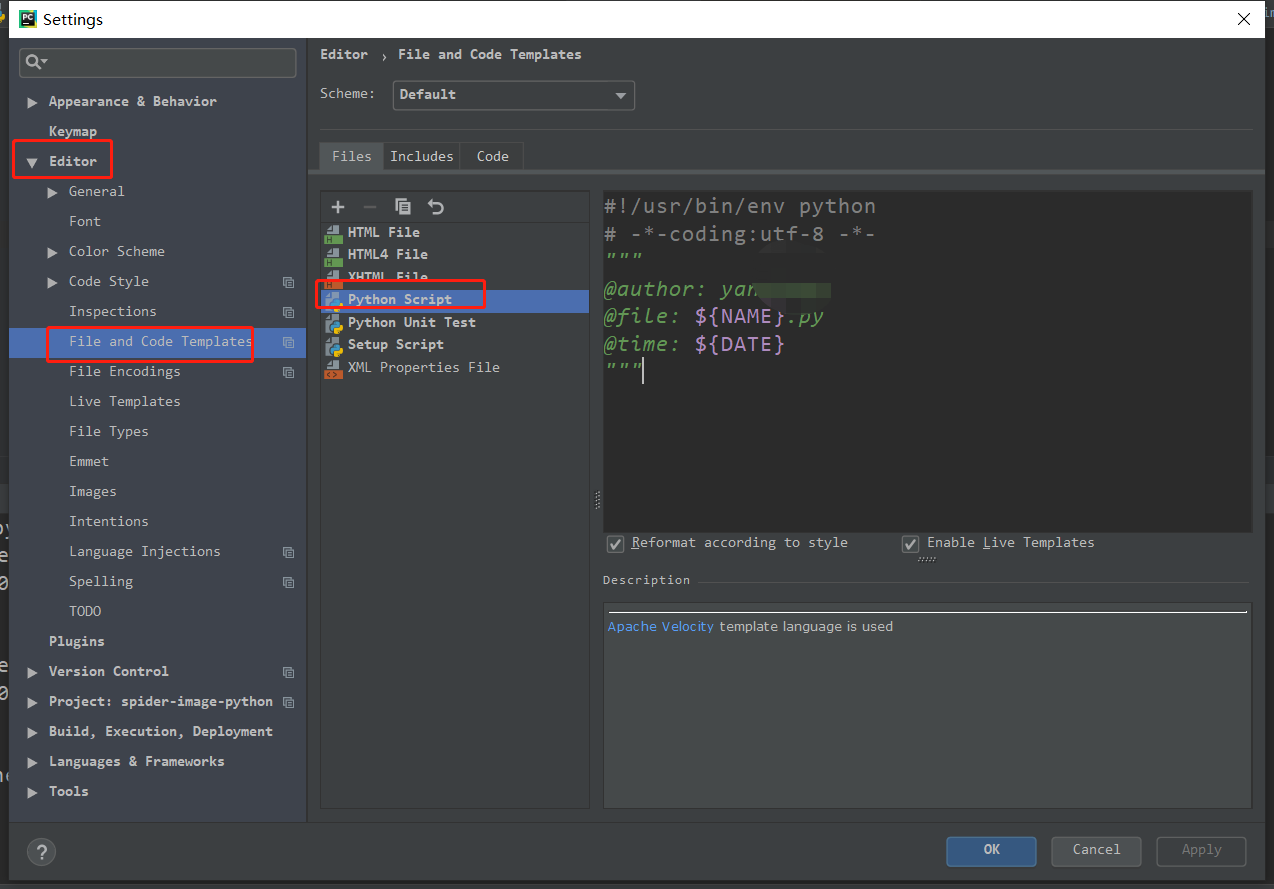 Settings
Appearance & Behavior
Keymap
Editor
General
Font
Color Scheme
Code Style
Inspections
File and Code Templates
File Encodings
Live Templates
File Types
Emmet
Images
Intentions
Language Injections
Spelling
TODO
Plugins
Version Control
Project: spider-image-python
Build, Execution, Deployment
Languages & Frameworks
Tools
Editor › File and Code Templates
Scheme: Default
Files Includes Code
HTML File
HTML4 File
XHTML File
Python Script
Python Unit Test
Setup Script
XML Properties File
#!/usr/bin/env python
# -*-coding:utf-8 -*-
"""
@author:
@file: ${NAME}.py
@time: ${DATE}
"""
Reformat according to style Enable Live Templates
Description
Apache Velocity template language is used
?
OK Cancel Apply